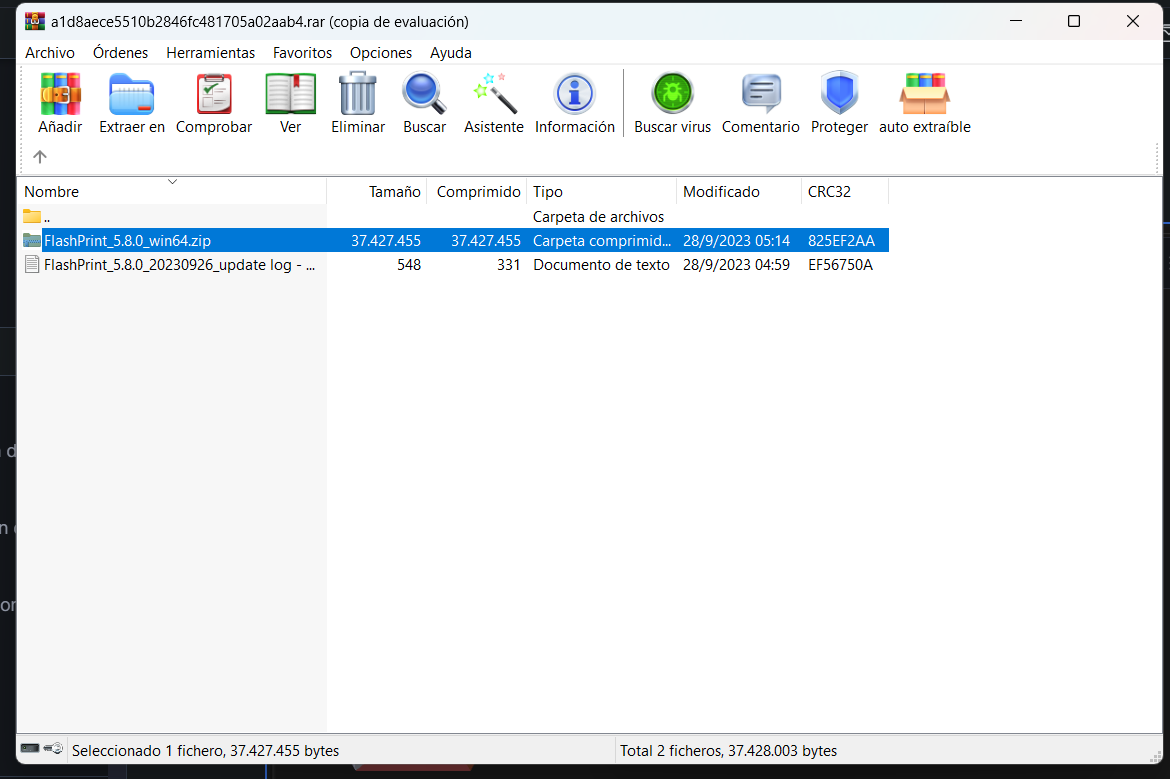 a1d8aece5510b2846fc481705a02aab4.rar (copia de evaluación)
Archivo Órdenes Herramientas Favoritos Opciones Ayuda
Añadir Extraer en Comprobar Ver Eliminar Buscar Asistente Información Buscar virus Comentario Proteger auto extraíble
Nombre Tamaño Comprimido Tipo Modificado CRC32
.. Carpeta de archivos
FlashPrint_5.8.0_win64.zip 37.427.455 37.427.455 Carpeta comprimid... 28/9/2023 05:14 825EF2AA
FlashPrint_5.8.0_20230926_update log - ... 548 331 Documento de texto 28/9/2023 04:59 EF56750A
Seleccionado 1 fichero, 37.427.455 bytes Total 2 ficheros, 37.428.003 bytes